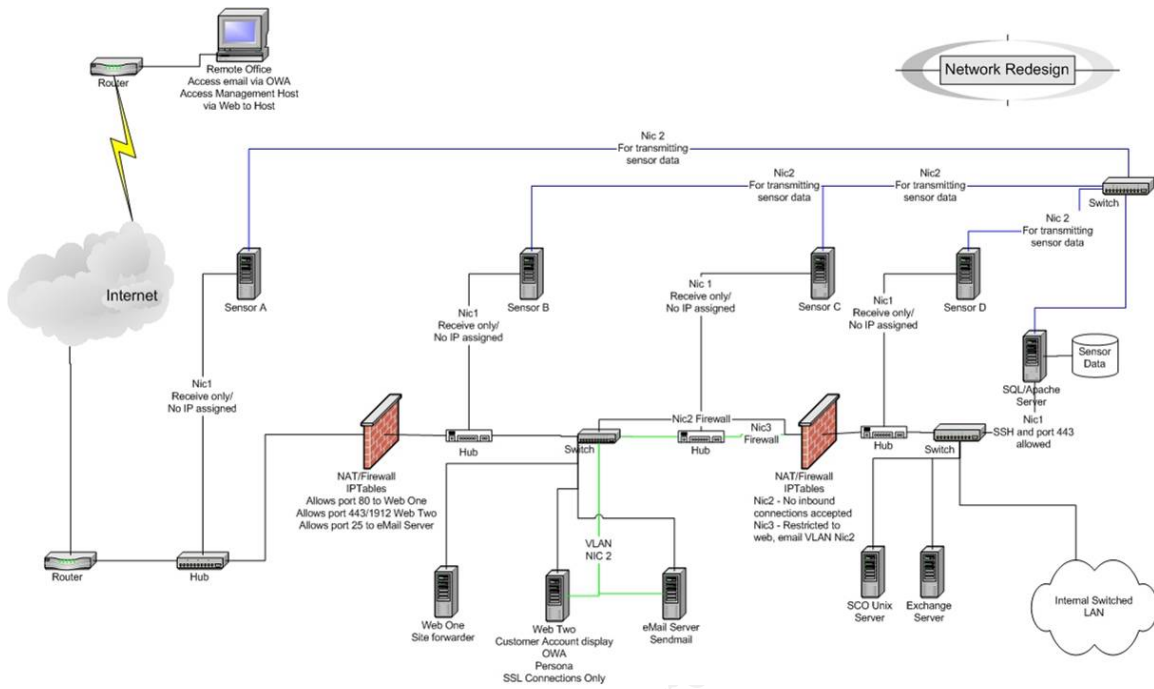 Network Redesign
Router
Remote Office
Access email via OWA
Access Management Host
via Web to Host
Internet
Nic 2
For transmitting
sensor data
Nic2
For transmitting
sensor data
Nic2
For transmitting
sensor data
Nic 2
For transmitting
sensor data
Switch
Sensor A
Sensor B
Sensor C
Sensor D
Nic1
Receive only/
No IP assigned
Nic1
Receive only/
No IP assigned
Nic 1
Receive only/
No IP assigned
Nic1
Receive only/
No IP assigned
SQL/Apache
Server
Sensor
Data
Nic1
SSH and port 443
allowed
Router
Hub
NAT/Firewall
IPTables
Allows port 80 to Web One
Allows port 443/1912 Web Two
Allows port 25 to eMail Server
Hub
Switch
Nic2 Firewall
Hub
Nic3
Firewall
NAT/Firewall
IPTables
Nic2 - No inbound
connections accepted
Nic3 - Restricted to
web, email VLAN Nic2
Hub
Switch
VLAN
NIC 2
Web One
Site forwarder
Web Two
Customer Account display
OWA
Persona
SSL Connections Only
eMail Server
Sendmail
SCO Unix
Server
Exchange
Server
Internal Switched
LAN